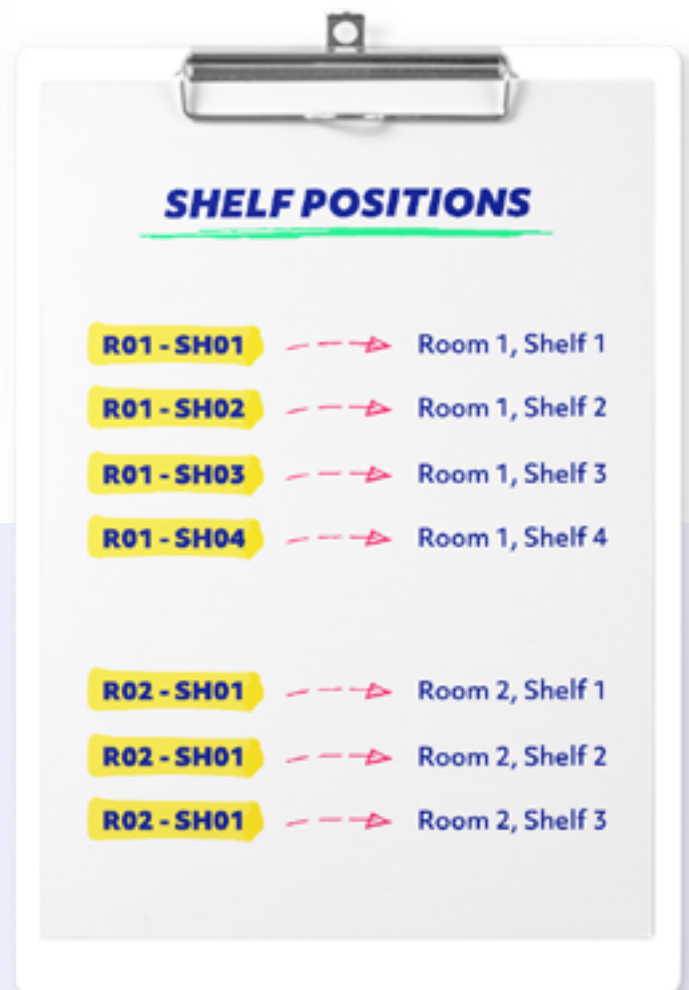 SHELF POSITIONS
R01 - SH01 Room 1, Shelf 1
R01 - SH02 Room 1, Shelf 2
R01 - SH03 Room 1, Shelf 3
R01 - SH04 Room 1, Shelf 4
R02 - SH01 Room 2, Shelf 1
R02 - SH01 Room 2, Shelf 2
R02 - SH01 Room 2, Shelf 3